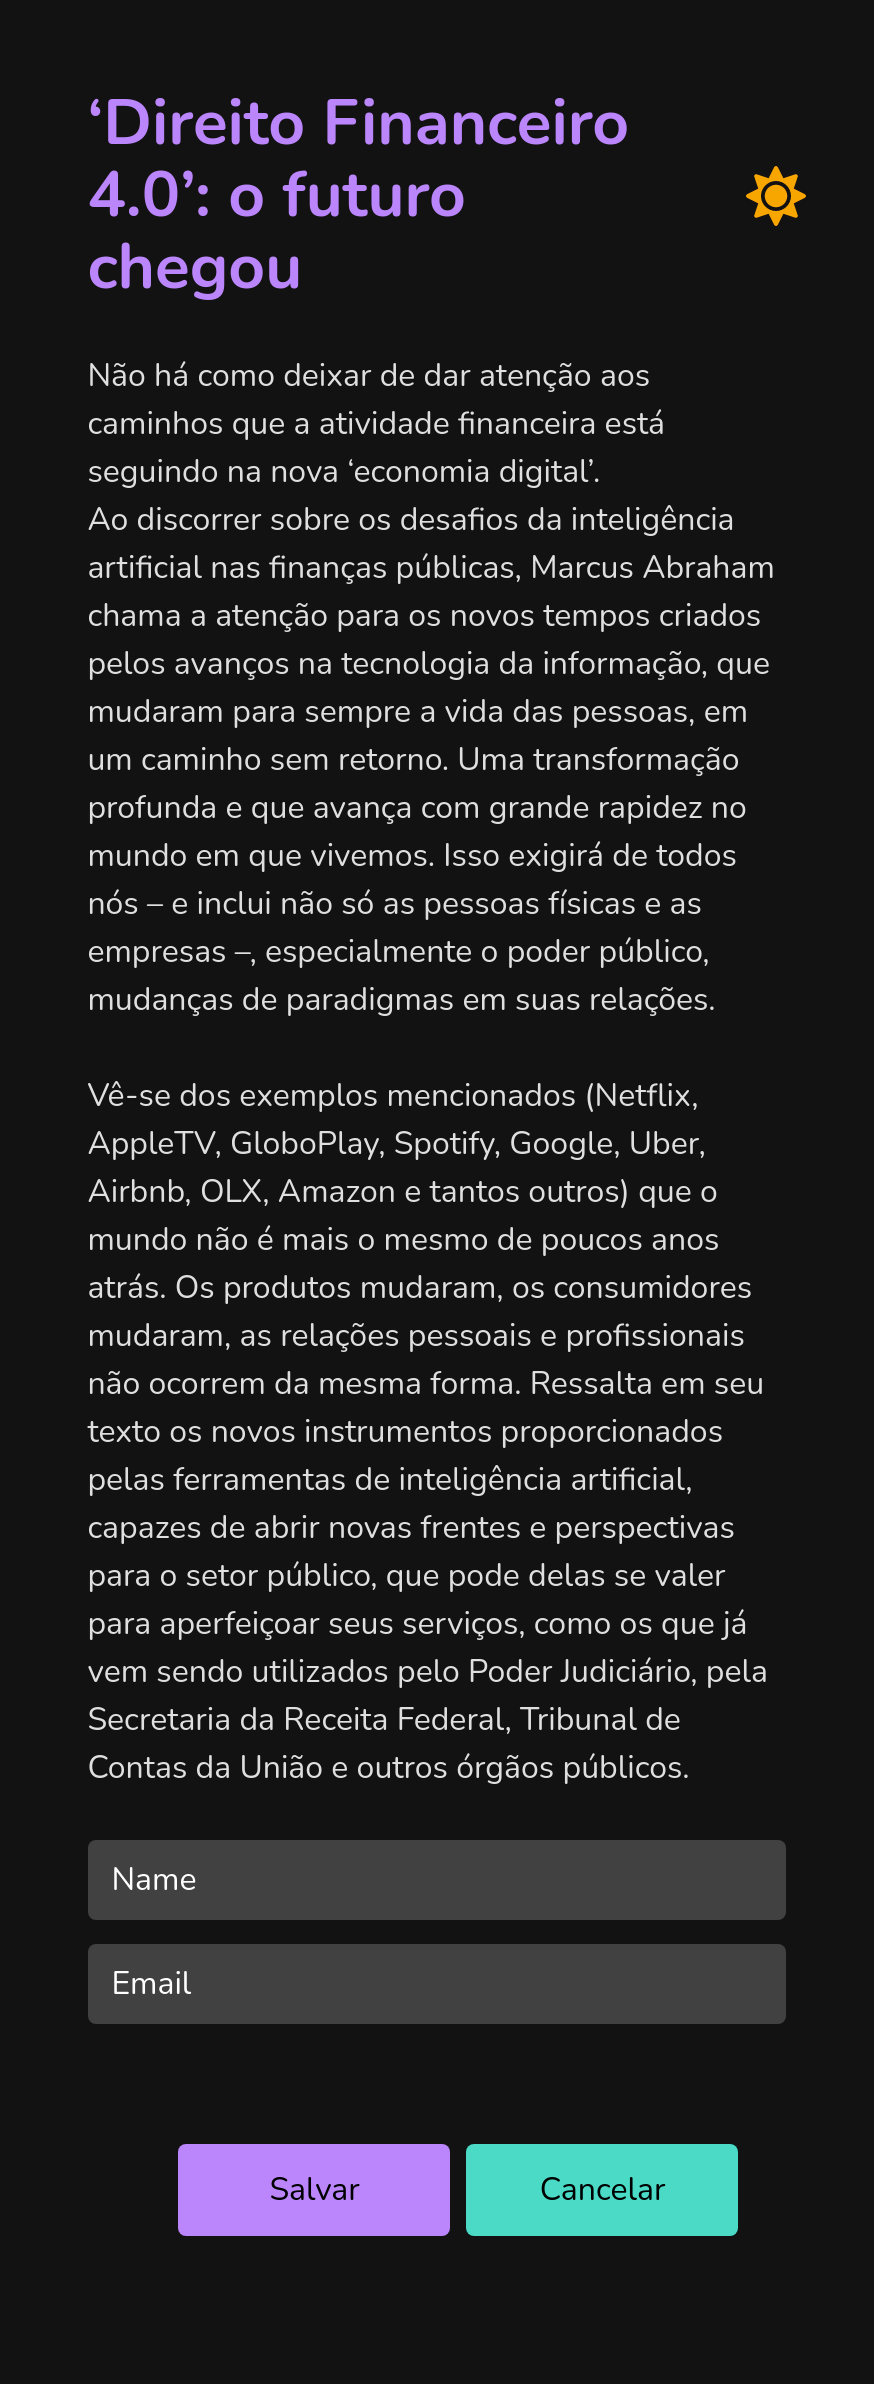 ‘Direito Financeiro
4.0’: o futuro
chegou
Não há como deixar de dar atenção aos
caminhos que a atividade financeira está
seguindo na nova ‘economia digital’.
Ao discorrer sobre os desafios da inteligência
artificial nas finanças públicas, Marcus Abraham
chama a atenção para os novos tempos criados
pelos avanços na tecnologia da informação, que
mudaram para sempre a vida das pessoas, em
um caminho sem retorno. Uma transformação
profunda e que avança com grande rapidez no
mundo em que vivemos. Isso exigirá de todos
nós – e inclui não só as pessoas físicas e as
empresas –, especialmente o poder público,
mudanças de paradigmas em suas relações.
Vê-se dos exemplos mencionados (Netflix,
AppleTV, GloboPlay, Spotify, Google, Uber,
Airbnb, OLX, Amazon e tantos outros) que o
mundo não é mais o mesmo de poucos anos
atrás. Os produtos mudaram, os consumidores
mudaram, as relações pessoais e profissionais
não ocorrem da mesma forma. Ressalta em seu
texto os novos instrumentos proporcionados
pelas ferramentas de inteligência artificial,
capazes de abrir novas frentes e perspectivas
para o setor público, que pode delas se valer
para aperfeiçoar seus serviços, como os que já
vem sendo utilizados pelo Poder Judiciário, pela
Secretaria da Receita Federal, Tribunal de
Contas da União e outros órgãos públicos.
Name
Email
Salvar
Cancelar